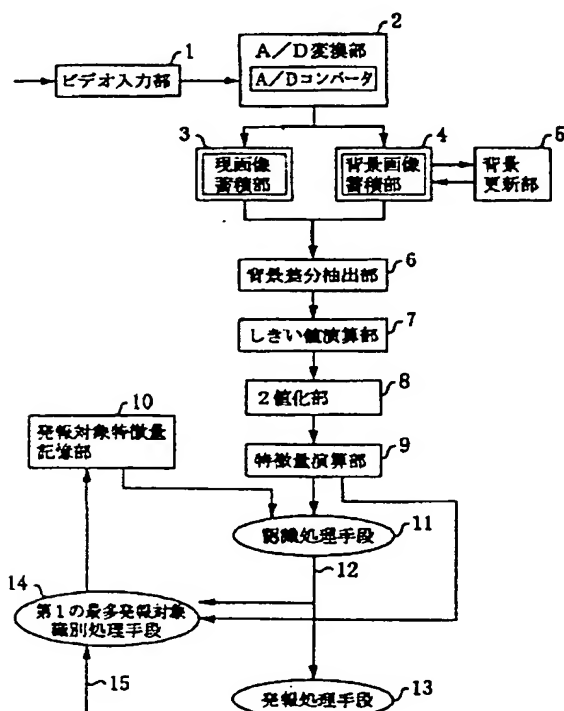 1
2
ビデオ入力部
A／D変換部
A／Dコンバータ
3
4
5
現画像
蓄積部
背景画像
蓄積部
背景
更新部
6
背景差分抽出部
7
しきい値演算部
8
2値化部
9
特徴量演算部
10
発報対象特徴量
記憶部
11
認識処理手段
12
14
第1の最多発報対象
識別処理手段
15
13
発報処理手段